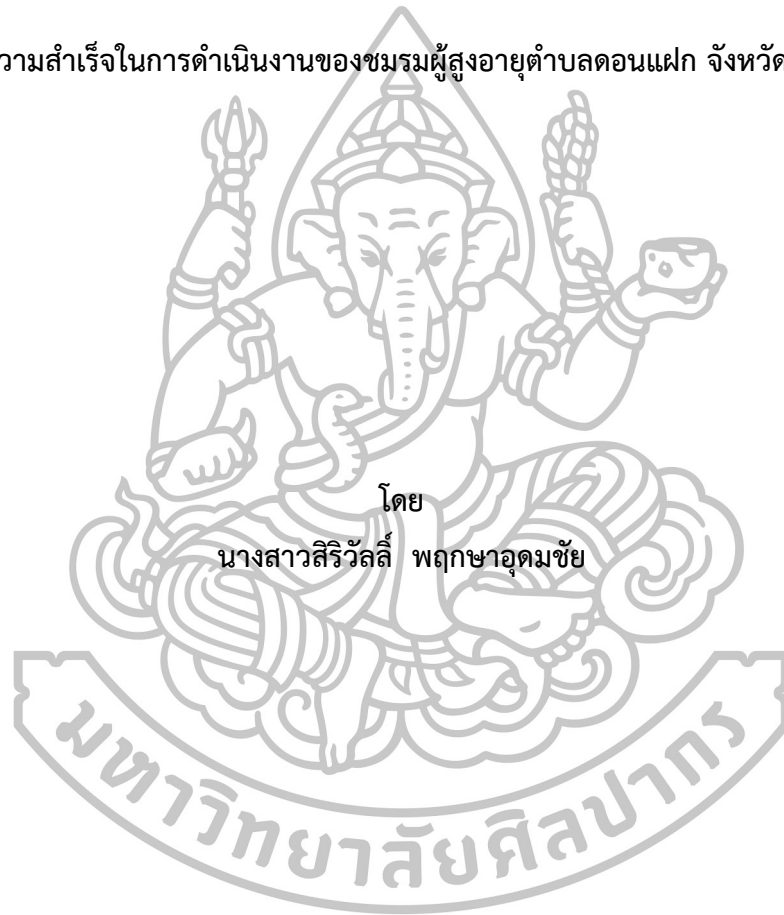 วามสำเร็จในการดำเนินงานของชมรมผู้สูงอายุตำบลดอนแฝก จังหวัด
โดย
นางสาวสิริวัลลิ์ พฤกษาอุดมชัย
มหาวิทยาลัยศิลปากร